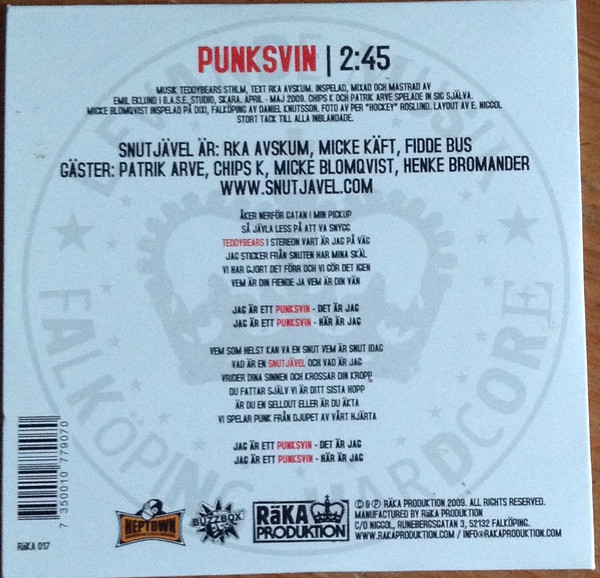 PUNKSVIN | 2:45
MUSIK TEDDYBEARS STHLM, TEXT RKA AVSKUM. INSPELAD, MIXAD OCH MASTRAD AV
EMIL EKLUND I B.A.S.E. STUDIO, SKARA. APRIL - MAJ 2009. CHIPS K OCH PATRIK ARVE SPELADE IN SIG SJÄLVA.
MICKE BLOMQVIST INSPELAD PÅ DIXI, FALKÖPING AV DANIEL KNUTSSON. FOTO AV PER "HOCKEY" ROSLUND. LAYOUT AV E. NIGGOL
STORT TACK TILL ALLA INBLANDADE.
SNUTJÄVEL ÄR: RKA AVSKUM, MICKE KÄFT, FIDDE BUS
GÄSTER: PATRIK ARVE, CHIPS K, MICKE BLOMQVIST, HENKE BROMANDER
WWW.SNUTJAVEL.COM
ÅKER NERFÖR GATAN I MIN PICKUP
SÅ JÄVLA LESS PÅ ATT VA SNYGG
TEDDYBEARS I STEREON VART ÄR JAG PÅ VÄG
JAG STICKER FRÅN SNUTEN HAR MINA SKÄL
VI HAR GJORT DET FÖRR OCH VI GÖR DET IGEN
VEM ÄR DIN FIENDE JA VEM ÄR DIN VÄN
JAG ÄR ETT PUNKSVIN - DET ÄR JAG
JAG ÄR ETT PUNKSVIN - HÄR ÄR JAG
VEM SOM HELST KAN VA EN SNUT VEM ÄR SNUT IDAG
VAD ÄR EN SNUTJÄVEL OCH VAD ÄR JAG
VRIDER DINA SINNEN OCH KROSSAR DIN KROPP
DU FATTAR SJÄLV VI ÄR DITT SISTA HOPP
ÄR DU EN SELLOUT ELLER ÄR DU ÄKTA
VI SPELAR PUNK FRÅN DJUPET AV VÅRT HJÄRTA
JAG ÄR ETT PUNKSVIN - DET ÄR JAG
JAG ÄR ETT PUNKSVIN - HÄR ÄR JAG
FALKÖPING HARDCORE
7 350010 779070
RäKA 017
HEPTOWN
BUZZBOX
RäKA
PRODUKTION
© & ℗ RÄKA PRODUKTION 2009. ALL RIGHTS RESERVED.
MANUFACTURED BY RäKA PRODUKTION
C/O NIGGOL, RUNEBERGSGATAN 3, 52132 FALKÖPING.
WWW.RAKAPRODUKTION.COM / INFO@RAKAPRODUKTION.COM